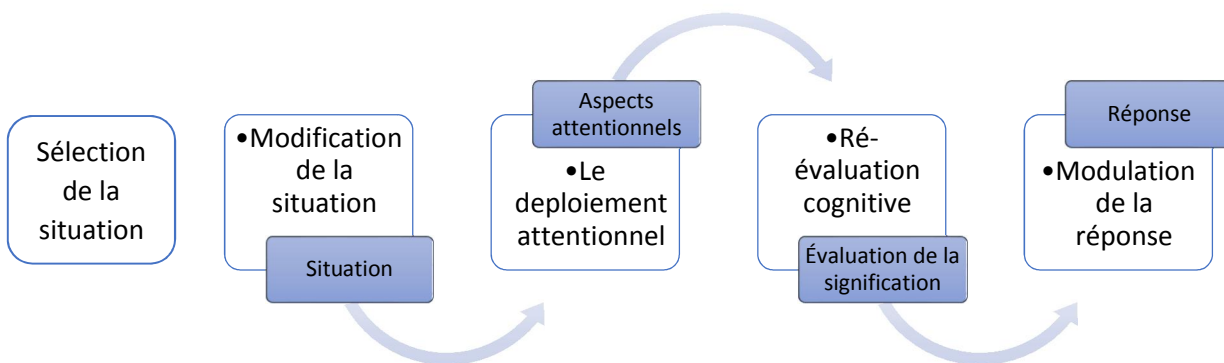 Sélection
de la
situation
•Modification
de la
situation
Situation
Aspects
attentionnels
•Le
deploiement
attentionnel
•Ré-
évaluation
cognitive
Évaluation de la
signification
Réponse
•Modulation
de la
réponse